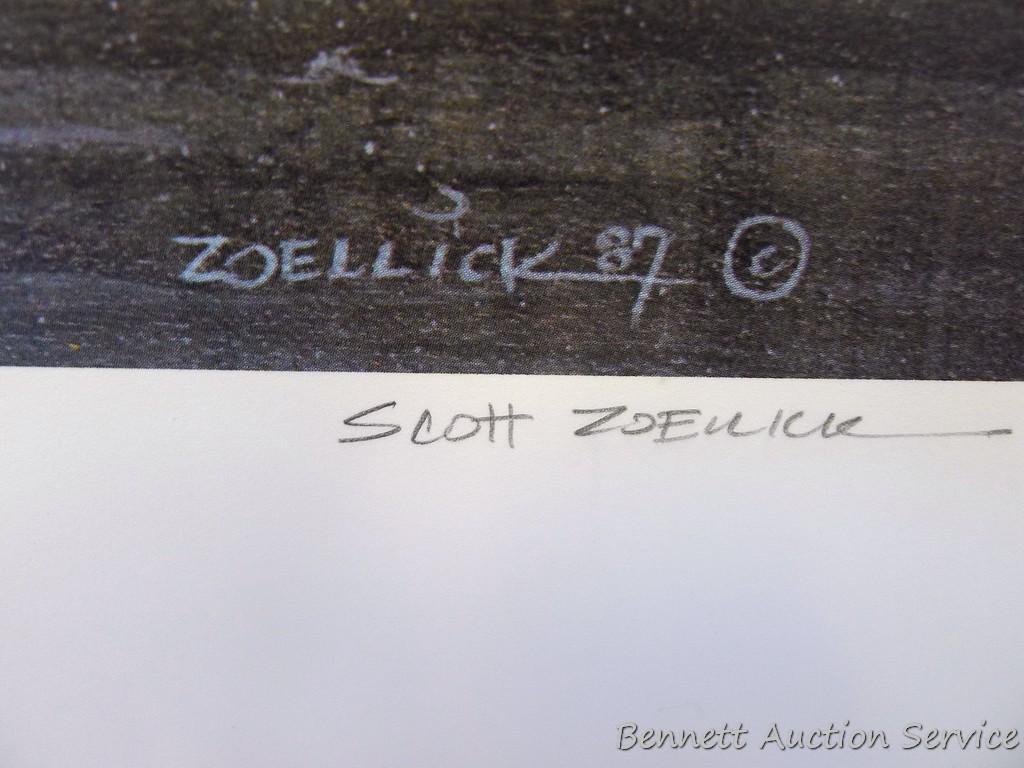 ZOELLICK 87 ©
SCOTT ZOELLICK
Bennett Auction Service